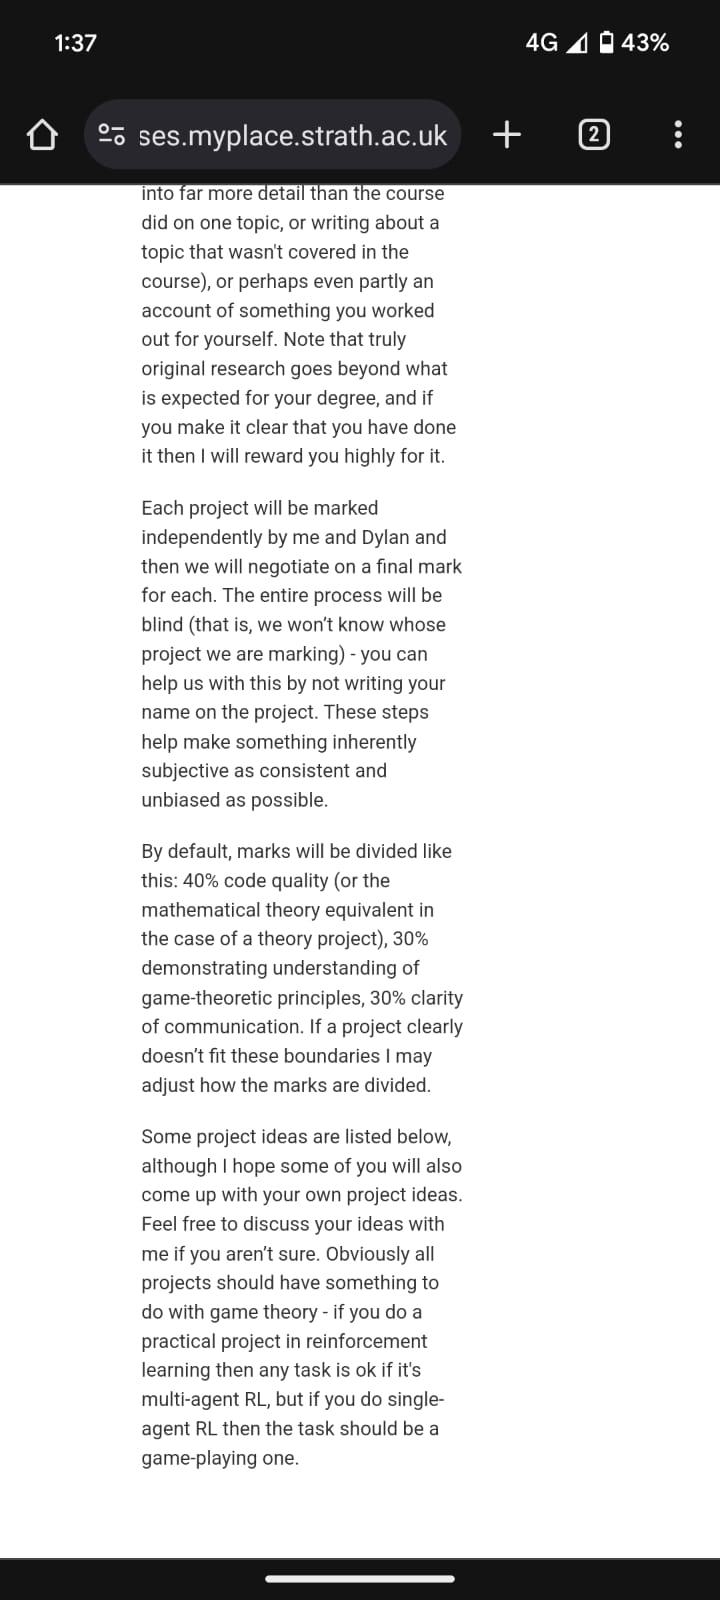 1:37
4G 43%
ses.myplace.strath.ac.uk
2
into far more detail than the course
did on one topic, or writing about a
topic that wasn't covered in the
course), or perhaps even partly an
account of something you worked
out for yourself. Note that truly
original research goes beyond what
is expected for your degree, and if
you make it clear that you have done
it then I will reward you highly for it.
Each project will be marked
independently by me and Dylan and
then we will negotiate on a final mark
for each. The entire process will be
blind (that is, we won’t know whose
project we are marking) - you can
help us with this by not writing your
name on the project. These steps
help make something inherently
subjective as consistent and
unbiased as possible.
By default, marks will be divided like
this: 40% code quality (or the
mathematical theory equivalent in
the case of a theory project), 30%
demonstrating understanding of
game-theoretic principles, 30% clarity
of communication. If a project clearly
doesn’t fit these boundaries I may
adjust how the marks are divided.
Some project ideas are listed below,
although I hope some of you will also
come up with your own project ideas.
Feel free to discuss your ideas with
me if you aren’t sure. Obviously all
projects should have something to
do with game theory - if you do a
practical project in reinforcement
learning then any task is ok if it's
multi-agent RL, but if you do single-
agent RL then the task should be a
game-playing one.